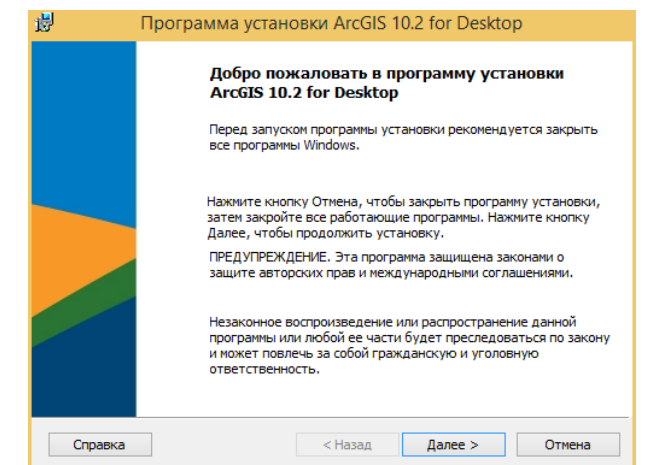 Программа установки ArcGIS 10.2 for Desktop
Добро пожаловать в программу установки
ArcGIS 10.2 for Desktop
Перед запуском программы установки рекомендуется закрыть
все программы Windows.
Нажмите кнопку Отмена, чтобы закрыть программу установки,
затем закройте все работающие программы. Нажмите кнопку
Далее, чтобы продолжить установку.
ПРЕДУПРЕЖДЕНИЕ. Эта программа защищена законами о
защите авторских прав и международными соглашениями.
Незаконное воспроизведение или распространение данной
программы или любой ее части будет преследоваться по закону
и может повлечь за собой гражданскую и уголовную
ответственность.
Справка < Назад Далее > Отмена